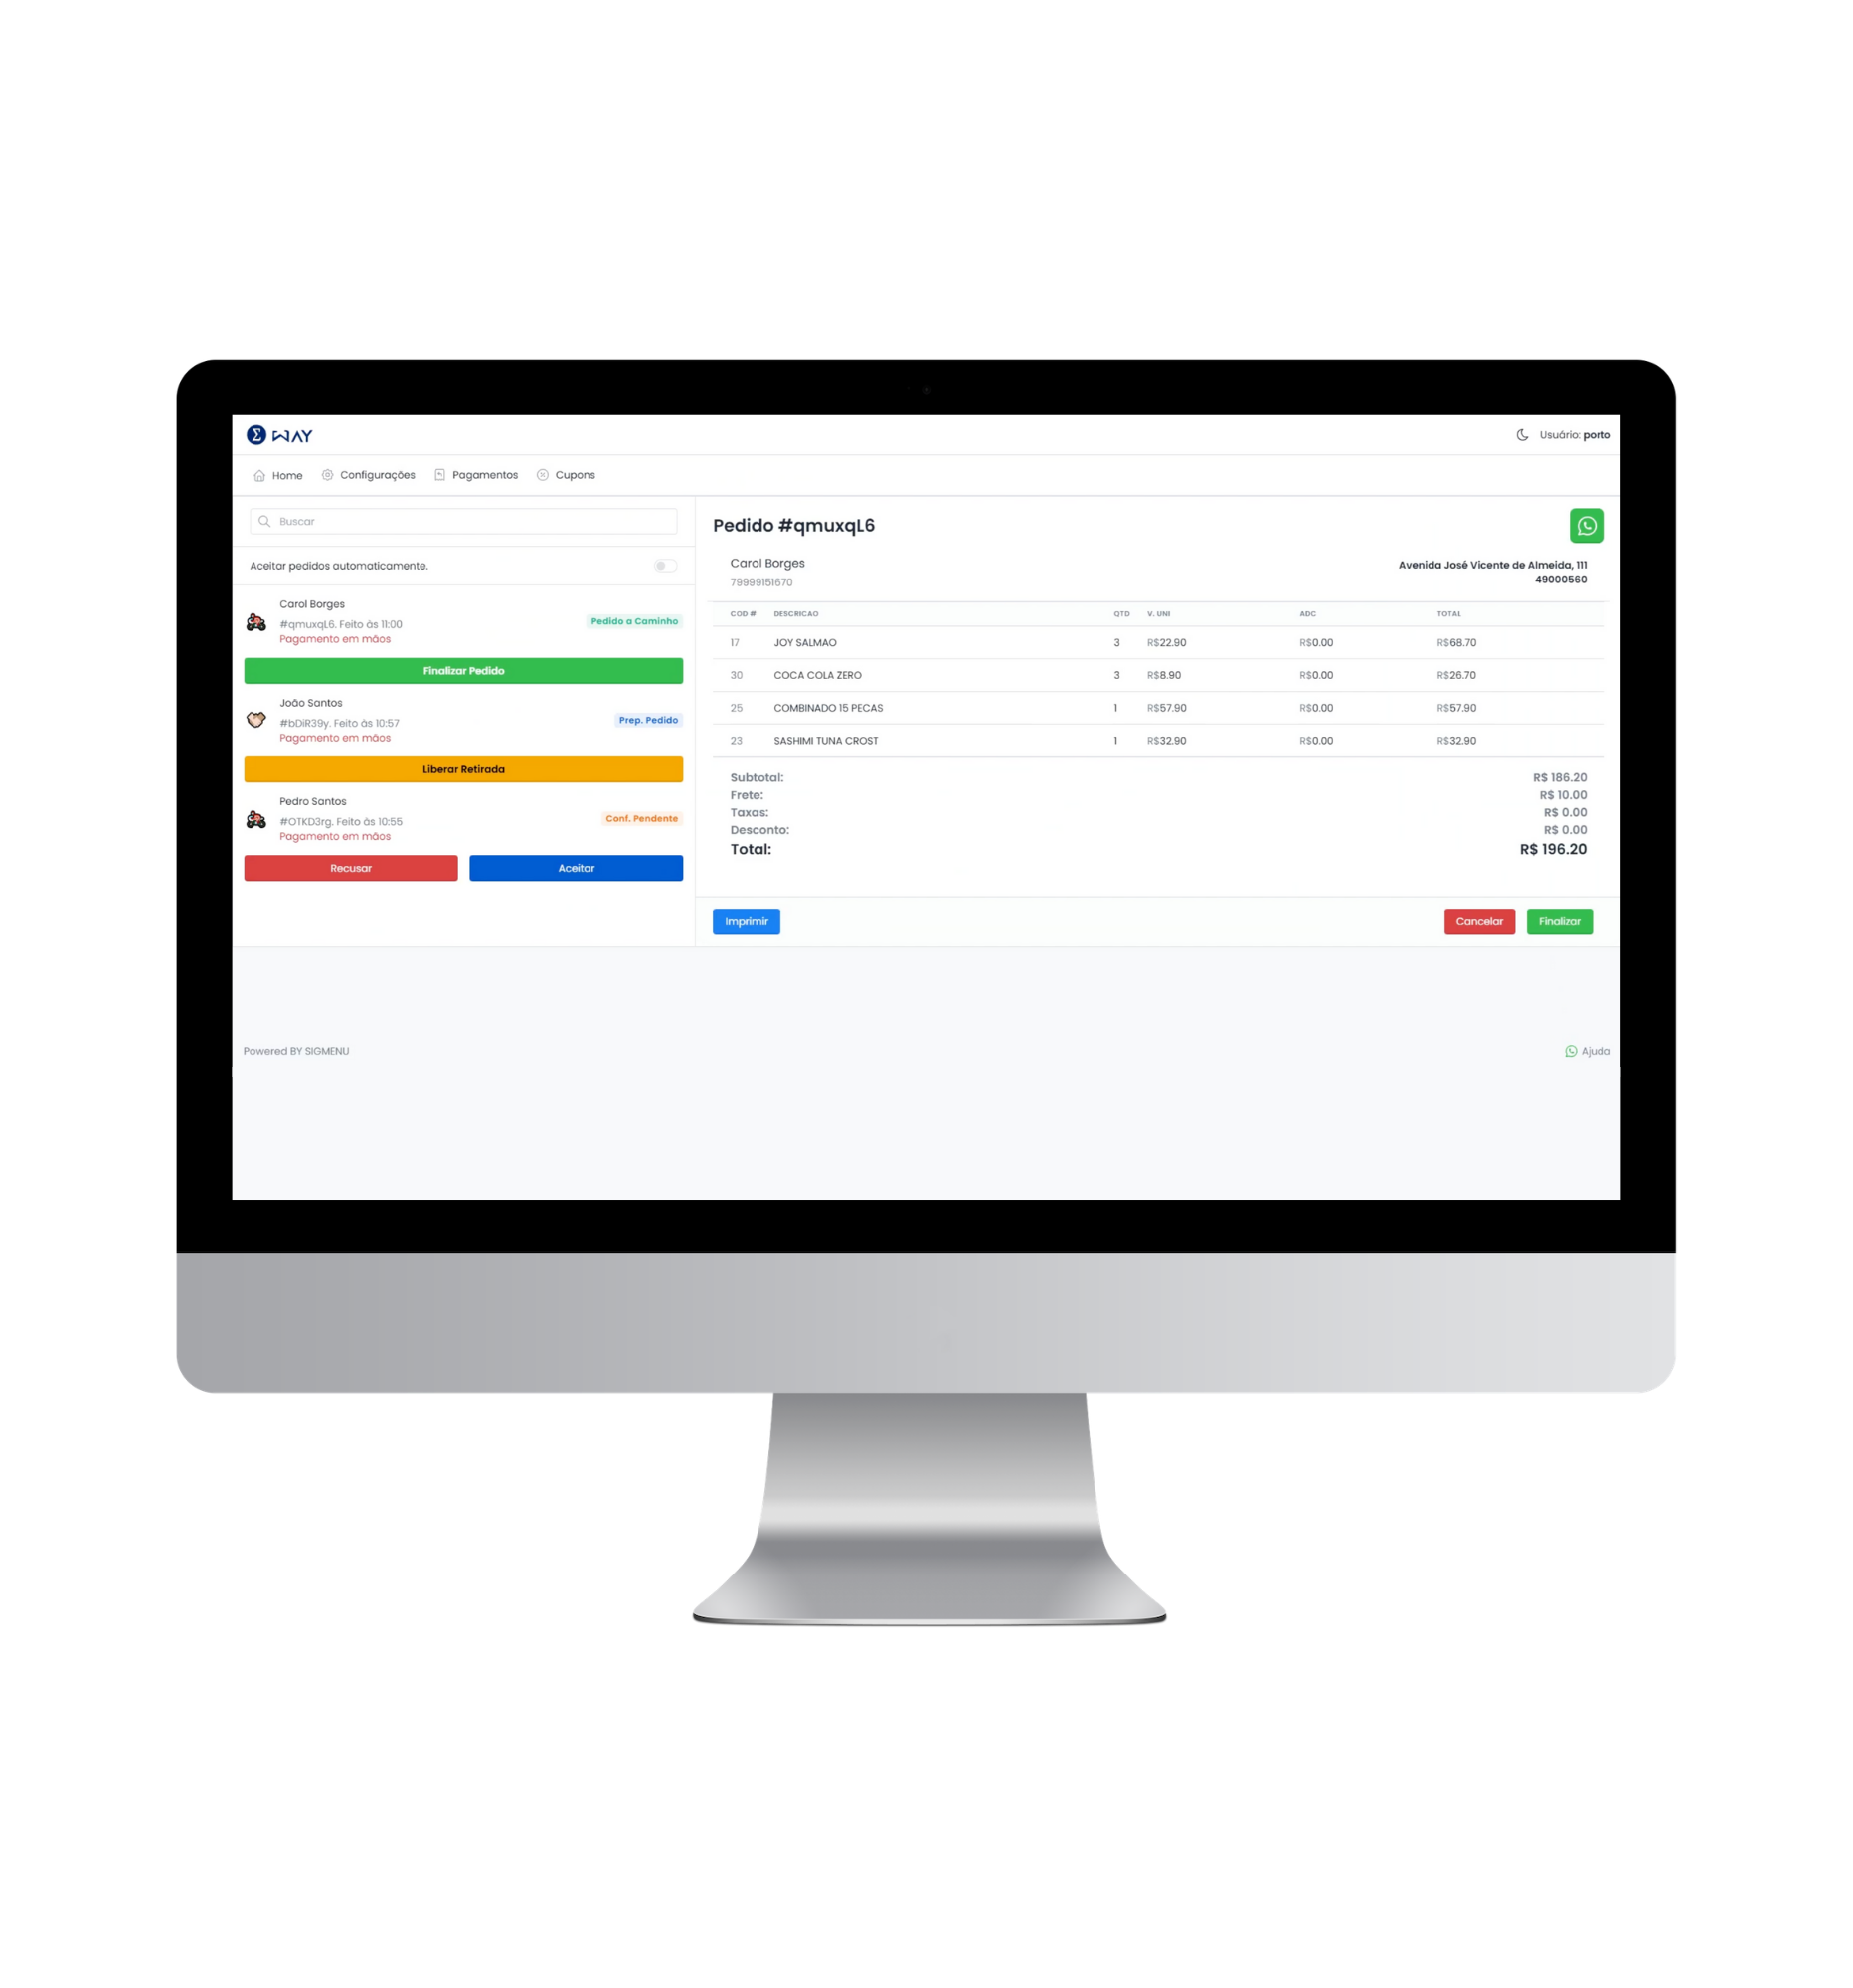 Σ WAY
Usuário: porto
Home Configurações Pagamentos Cupons
Buscar
Aceitar pedidos automaticamente.
Carol Borges
#qmuxqL6. Feito às 11:00
Pagamento em mãos
Pedido a Caminho
Finalizar Pedido
João Santos
#bDiR39y. Feito às 10:57
Pagamento em mãos
Prep. Pedido
Liberar Retirada
Pedro Santos
#OTKD3rg. Feito às 10:55
Pagamento em mãos
Conf. Pendente
Recusar Aceitar
Pedido #qmuxqL6
Carol Borges
79999151670
Avenida José Vicente de Almeida, 111
49000560
COD # DESCRICAO QTD V. UNI ADC TOTAL
17 JOY SALMAO 3 R$22.90 R$0.00 R$68.70
30 COCA COLA ZERO 3 R$8.90 R$0.00 R$26.70
25 COMBINADO 15 PECAS 1 R$57.90 R$0.00 R$57.90
23 SASHIMI TUNA CROST 1 R$32.90 R$0.00 R$32.90
Subtotal: R$ 186.20
Frete: R$ 10.00
Taxas: R$ 0.00
Desconto: R$ 0.00
Total: R$ 196.20
Imprimir Cancelar Finalizar
Powered BY SIGMENU
Ajuda